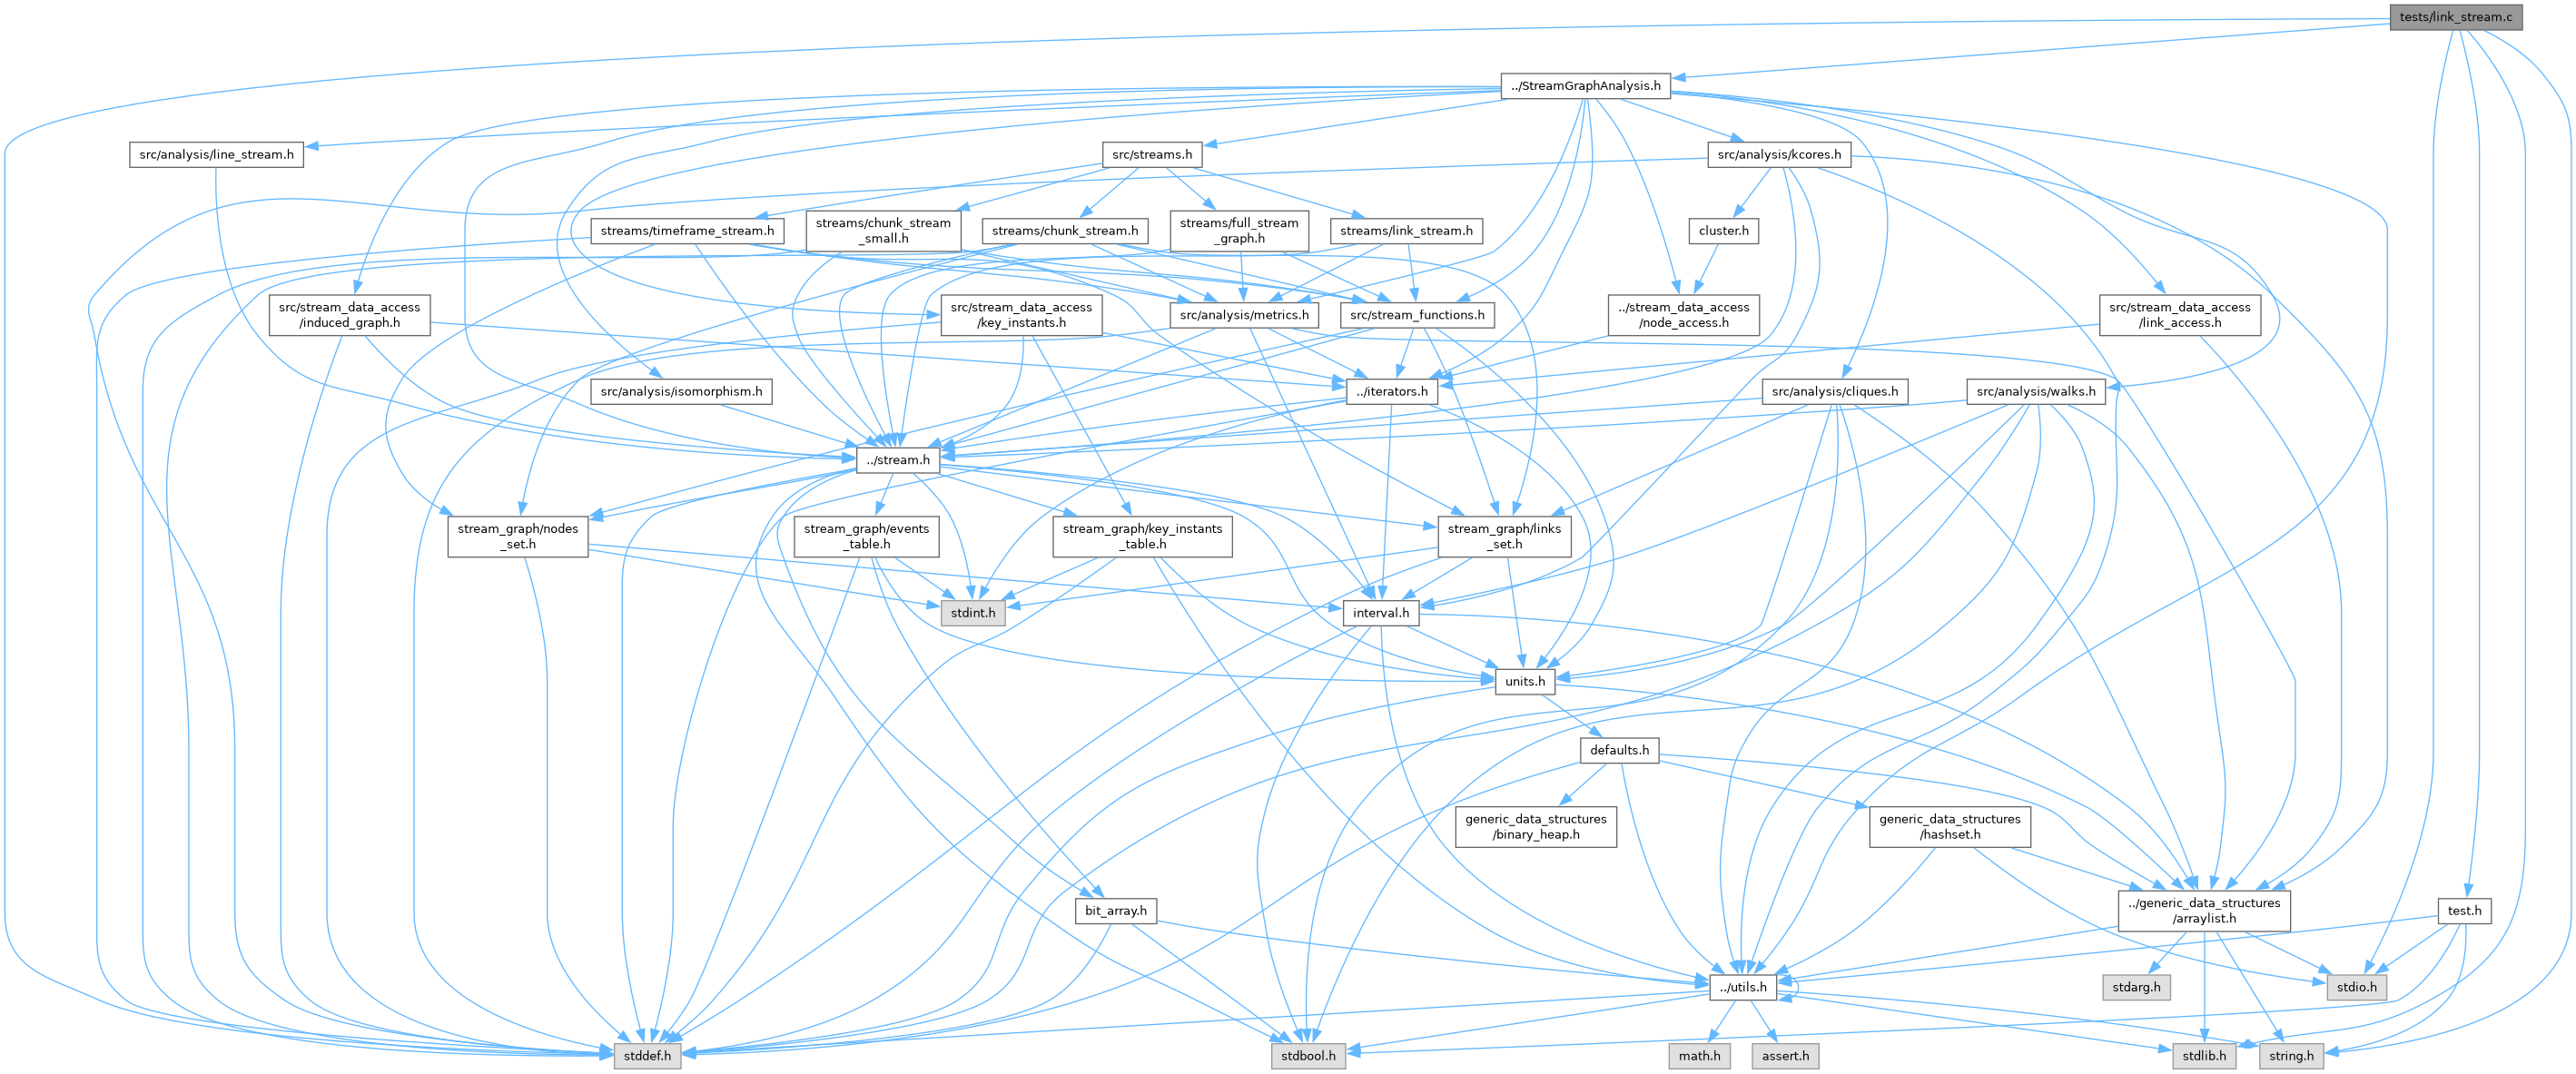 tests/link_stream.c
../StreamGraphAnalysis.h
src/analysis/line_stream.h
src/streams.h
src/analysis/kcores.h
streams/timeframe_stream.h
streams/chunk_stream
_small.h
streams/chunk_stream.h
streams/full_stream
_graph.h
streams/link_stream.h
cluster.h
src/stream_data_access
/induced_graph.h
src/stream_data_access
/key_instants.h
src/analysis/metrics.h
src/stream_functions.h
../stream_data_access
/node_access.h
src/stream_data_access
/link_access.h
src/analysis/isomorphism.h
../iterators.h
src/analysis/cliques.h
src/analysis/walks.h
../stream.h
stream_graph/nodes
_set.h
stream_graph/events
_table.h
stream_graph/key_instants
_table.h
stream_graph/links
_set.h
stdint.h
interval.h
units.h
defaults.h
generic_data_structures
/binary_heap.h
generic_data_structures
/hashset.h
bit_array.h
../generic_data_structures
/arraylist.h
test.h
../utils.h
stdarg.h
stdio.h
stddef.h
stdbool.h
math.h
assert.h
stdlib.h
string.h